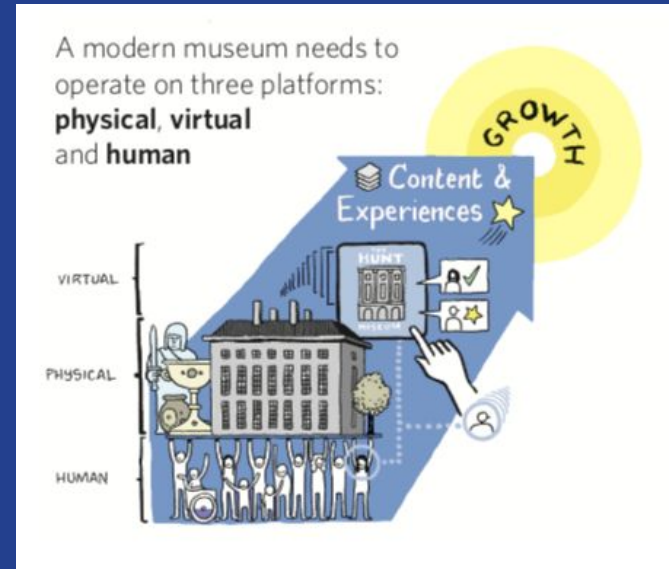 A modern museum needs to
operate on three platforms:
physical, virtual
and human
GROWTH
Content &
Experiences
VIRTUAL
THE
HUNT
MUSEUM
PHYSICAL
HUMAN